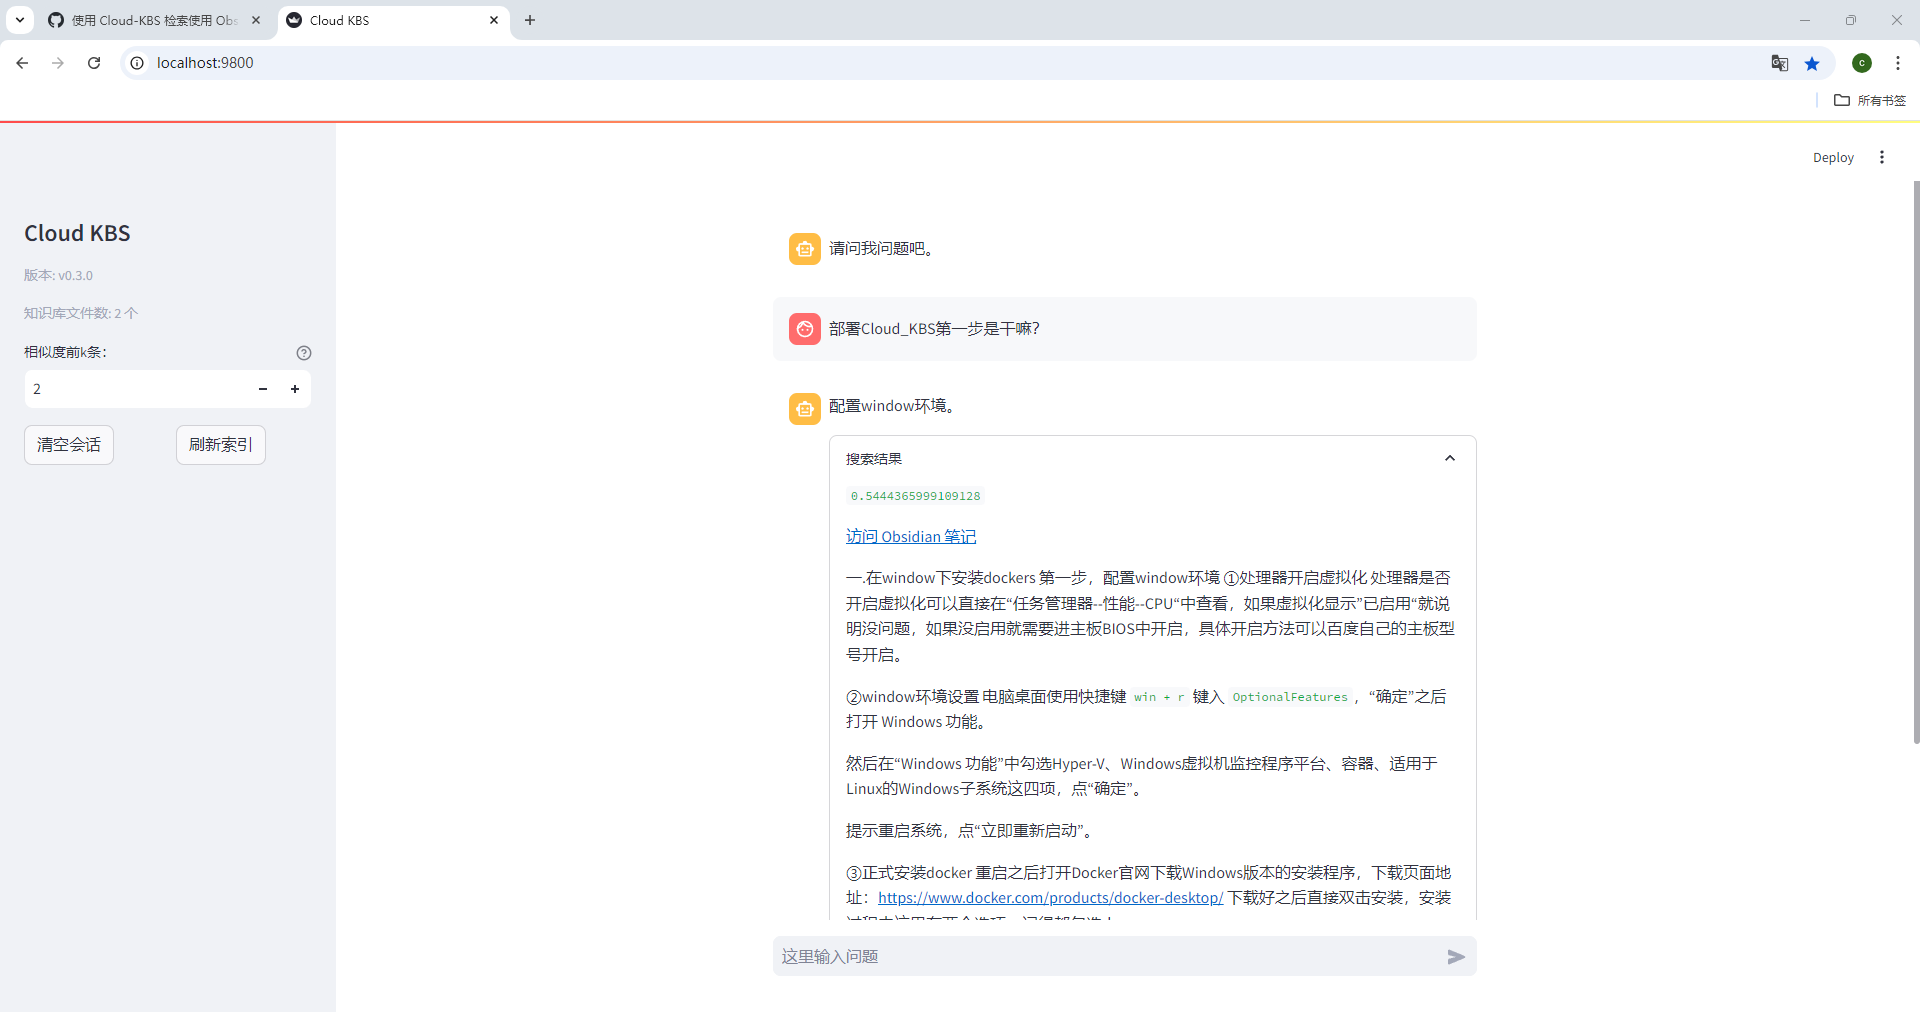 使用 Cloud-KBS 检索使用 Obs
Cloud KBS
localhost:9800
所有书签
Deploy
Cloud KBS
版本: v0.3.0
知识库文件数: 2 个
相似度前k条：
2
清空会话
刷新索引
请问我问题吧。
部署Cloud_KBS第一步是干嘛?
配置window环境。
搜索结果
0.5444365999109128
访问 Obsidian 笔记
一.在window下安装dockers 第一步，配置window环境 ①处理器开启虚拟化 处理器是否
开启虚拟化可以直接在“任务管理器--性能--CPU“中查看，如果虚拟化显示”已启用“就说
明没问题，如果没启用就需要进主板BIOS中开启，具体开启方法可以百度自己的主板型
号开启。
②window环境设置 电脑桌面使用快捷键 win + r 键入 OptionalFeatures ，“确定”之后
打开 Windows 功能。
然后在“Windows 功能”中勾选Hyper-V、Windows虚拟机监控程序平台、容器、适用于
Linux的Windows子系统这四项，点“确定”。
提示重启系统，点“立即重新启动”。
③正式安装docker 重启之后打开Docker官网下载Windows版本的安装程序，下载页面地
址：https://www.docker.com/products/docker-desktop/ 下载好之后直接双击安装，安装
这里输入问题